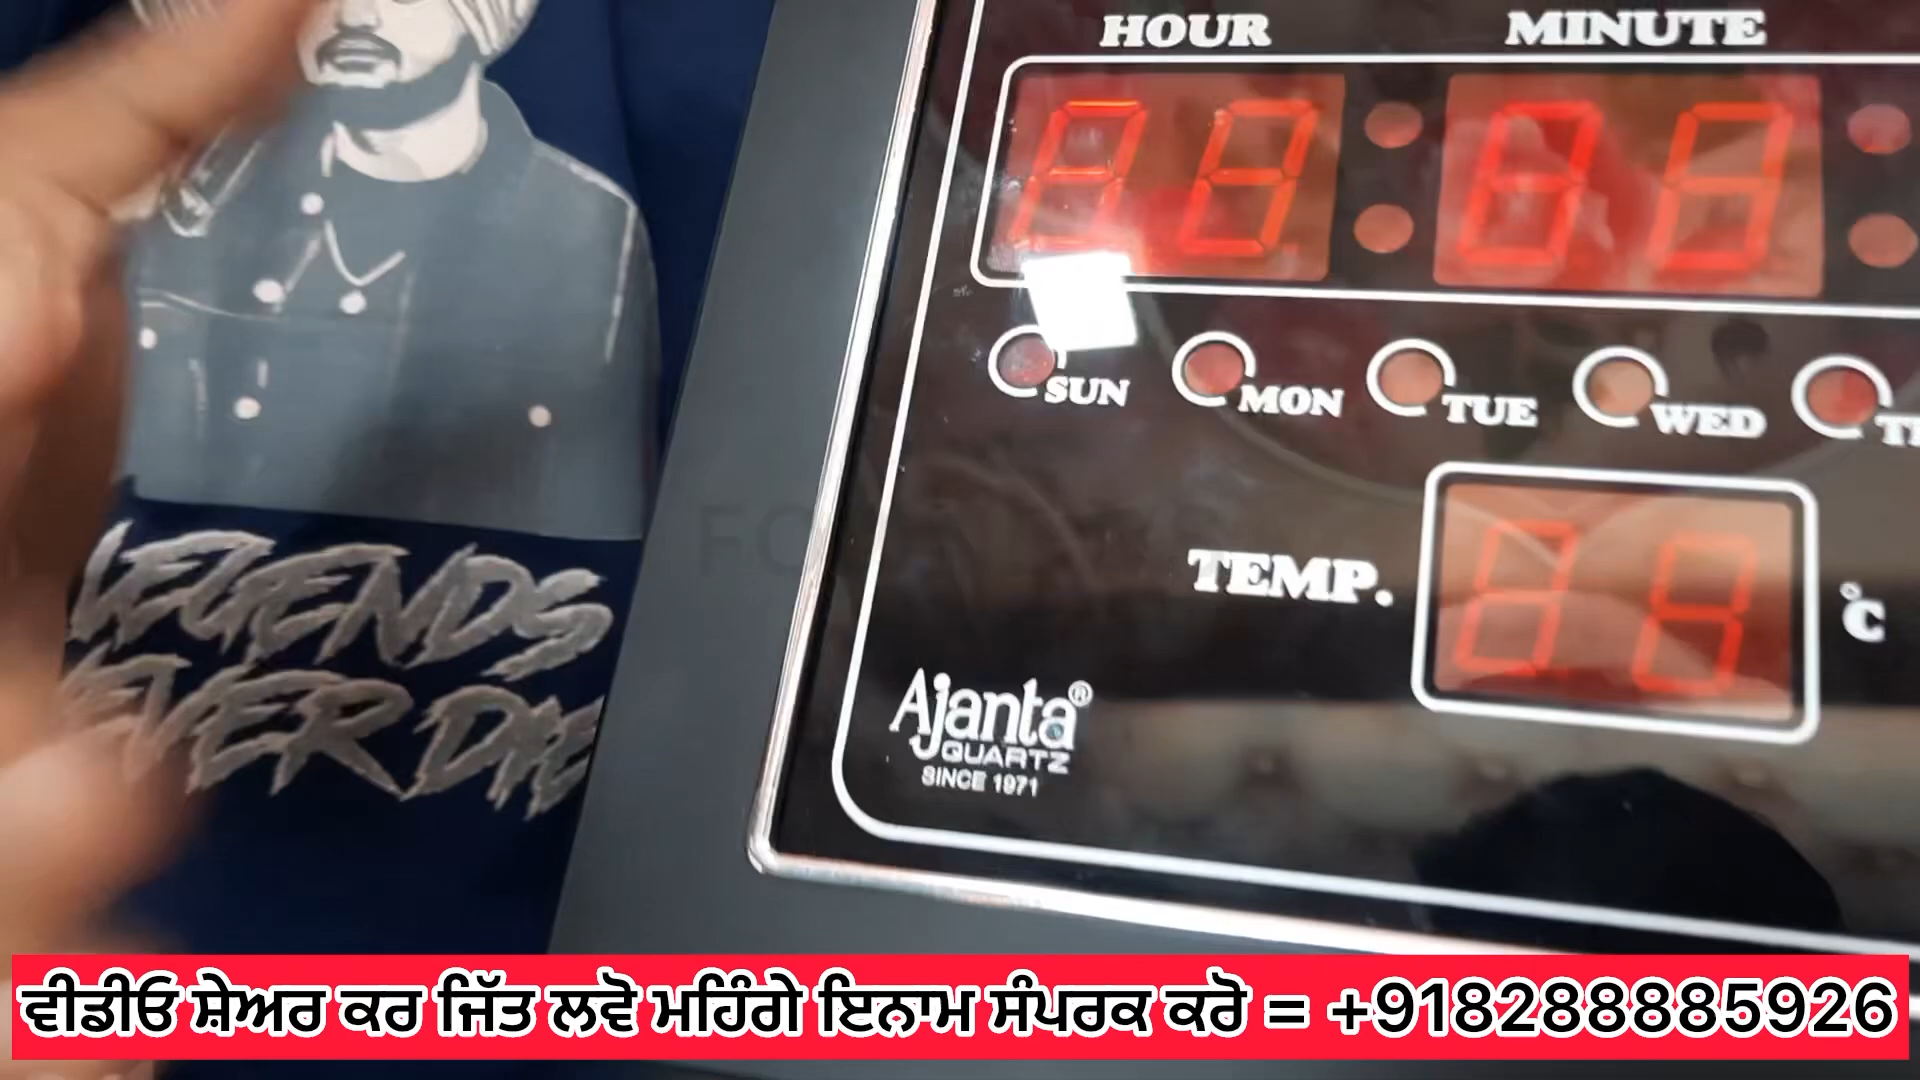 HOUR
MINUTE
SUN
MON
TUE
WED
TEMP.
°C
Ajanta®
QUARTZ
SINCE 1971
LEGENDS
EVER DIE
ਵੀਡੀਓ ਸ਼ੇਅਰ ਕਰ ਜਿੱਤ ਲਵੋ ਮਹਿੰਗੇ ਇਨਾਮ ਸੰਪਰਕ ਕਰੋ = +918288885926